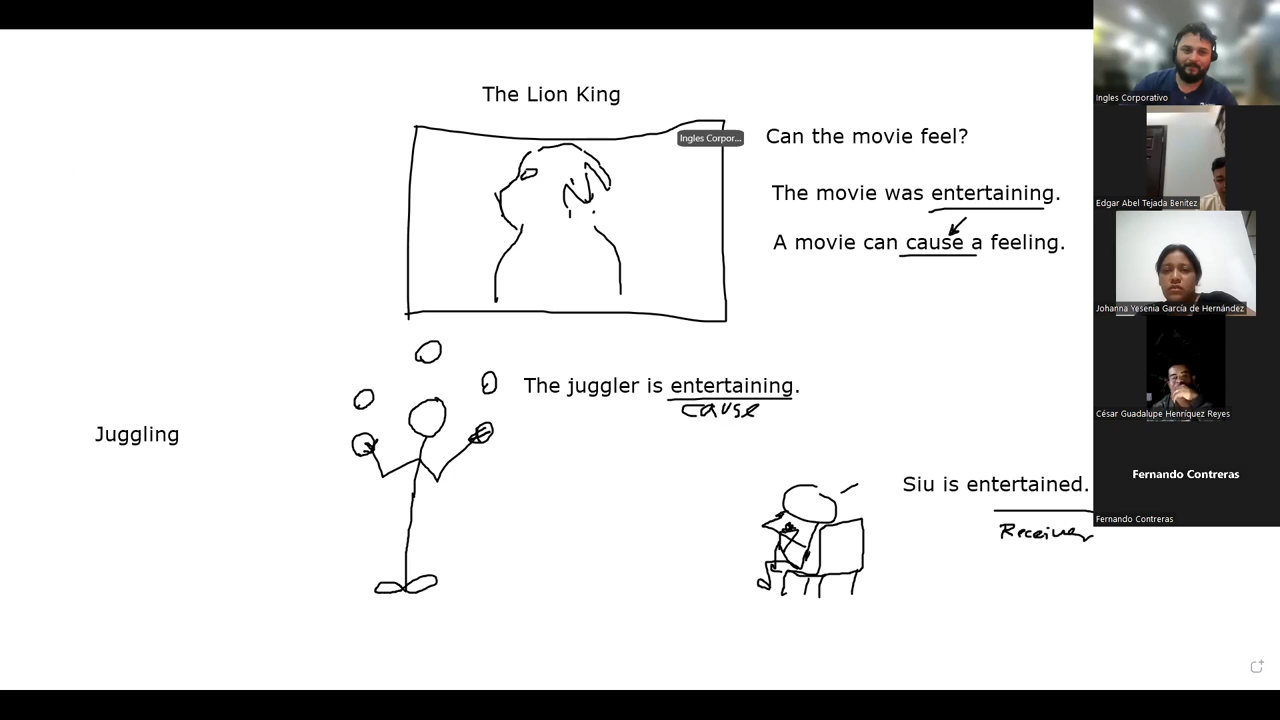 The Lion King
Ingles Corpor...
Can the movie feel?
The movie was entertaining.
A movie can cause a feeling.
The juggler is entertaining.
cause
Juggling
Siu is entertained.
Receiver
Ingles Corporativo
Edgar Abel Tejada Benitez
Johanna Yesenia García de Hernández
César Guadalupe Henríquez Reyes
Fernando Contreras
Fernando Contreras